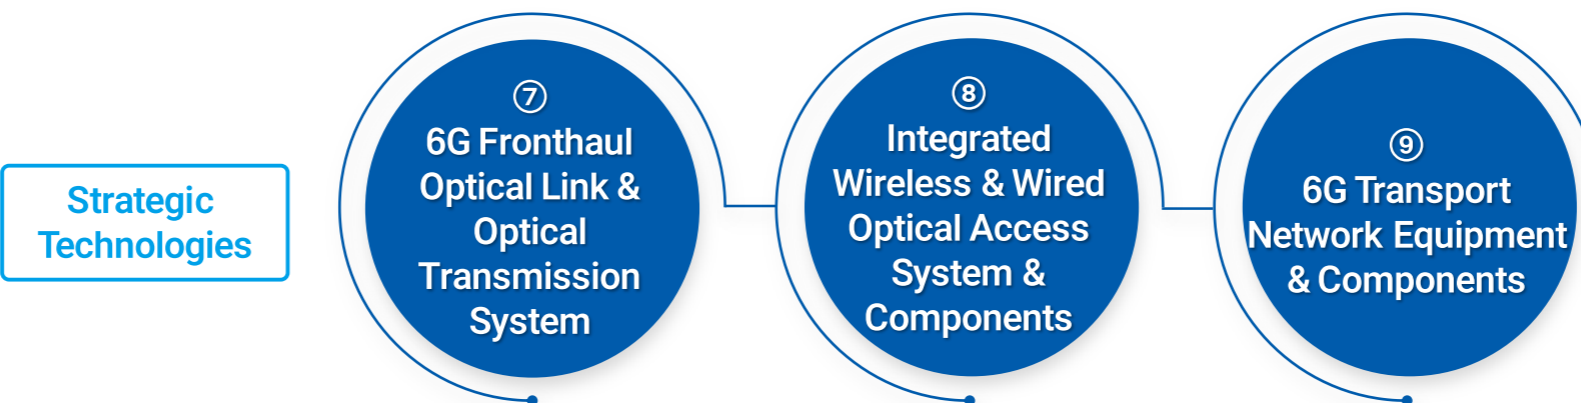 Strategic
Technologies
⑦
6G Fronthaul
Optical Link &
Optical
Transmission
System
⑧
Integrated
Wireless & Wired
Optical Access
System &
Components
⑨
6G Transport
Network Equipment
& Components